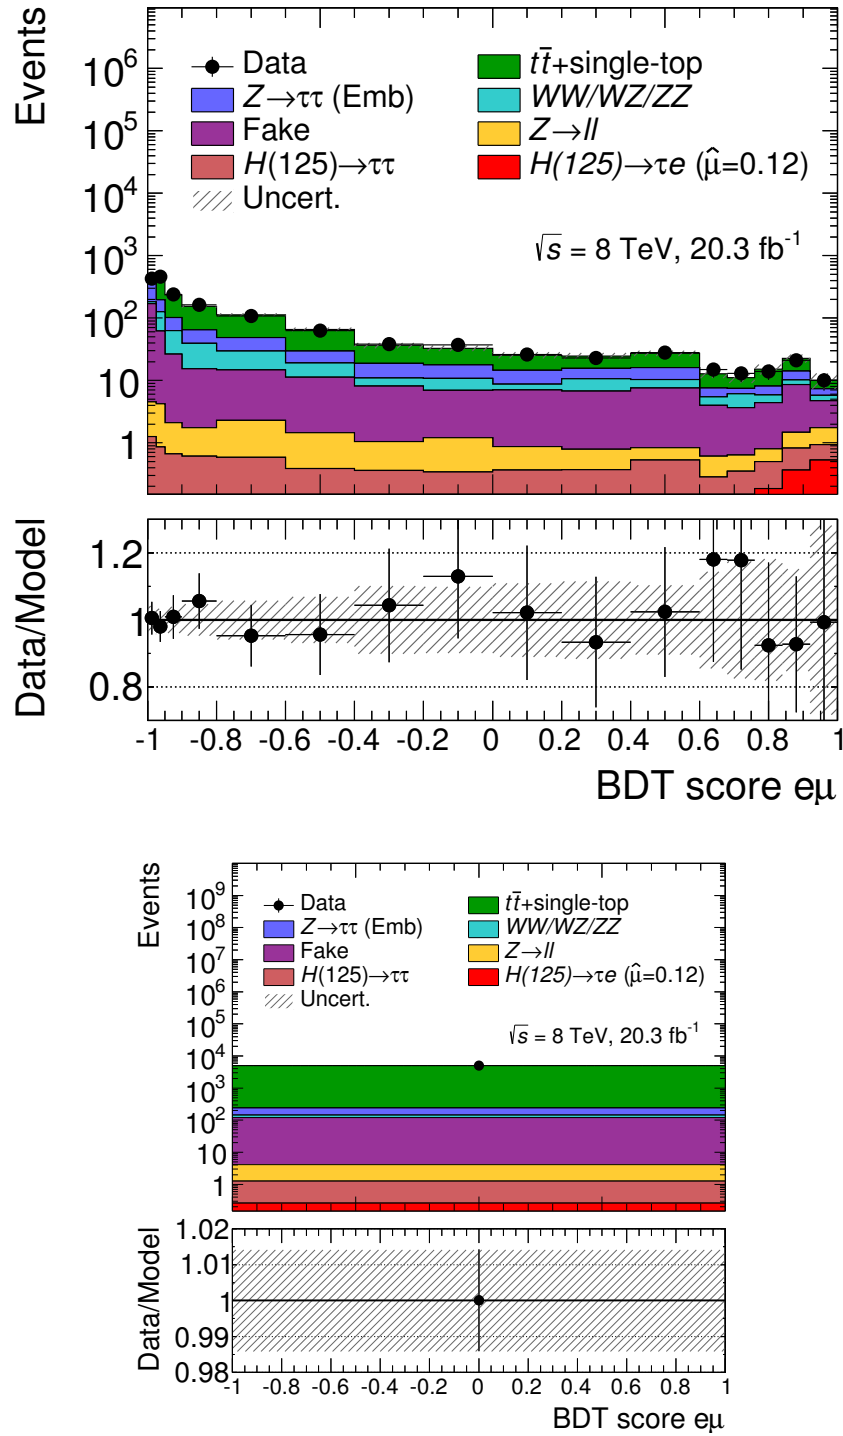 Events
10⁶
10⁵
10⁴
10³
10²
10
1
Data
Z→ττ (Emb)
Fake
H(125)→ττ
Uncert.
tt̄+single-top
WW/WZ/ZZ
Z→ll
H(125)→τe (μ̂=0.12)
√s = 8 TeV, 20.3 fb⁻¹
Data/Model
1.2
1
0.8
-1 -0.8 -0.6 -0.4 -0.2 0 0.2 0.4 0.6 0.8 1
BDT score eμ
Events
10⁹
10⁸
10⁷
10⁶
10⁵
10⁴
10³
10²
10
1
Data
Z→ττ (Emb)
Fake
H(125)→ττ
Uncert.
tt̄+single-top
WW/WZ/ZZ
Z→ll
H(125)→τe (μ̂=0.12)
√s = 8 TeV, 20.3 fb⁻¹
Data/Model
1.02
1.01
1
0.99
0.98
-1 -0.8 -0.6 -0.4 -0.2 0 0.2 0.4 0.6 0.8 1
BDT score eμ